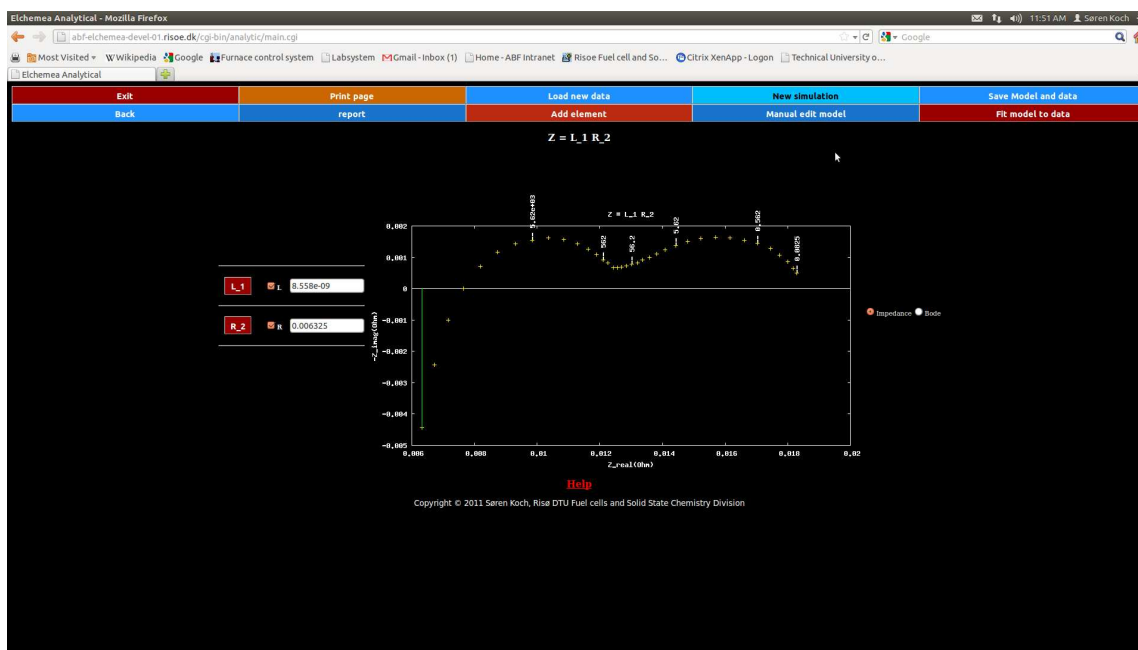 Elchemea Analytical - Mozilla Firefox
11:51 AM Søren Koch
abf-elchemea-devel-01.risoe.dk/cgi-bin/analytic/main.cgi
Google
Most Visited
Wikipedia
Google
Furnace control system
Labsystem
Gmail - Inbox (1)
Home - ABF Intranet
Risoe Fuel cell and So...
Citrix XenApp - Logon
Technical University o...
Elchemea Analytical
Exit
Print page
Load new data
New simulation
Save Model and data
Back
report
Add element
Manual edit model
Fit model to data
Z = L_1 R_2
Z = L_1 R_2
5.62e+03
562
56.2
5.62
0.562
0.0825
0.002
0.001
0
-0.001
-0.002
-0.003
-0.004
-0.005
-Z_imag(Ohm)
0.006
0.008
0.01
0.012
0.014
0.016
0.018
0.02
Z_real(Ohm)
L_1
L
8.558e-09
R_2
R
0.006325
Impedance
Bode
Help
Copyright © 2011 Søren Koch, Risø DTU Fuel cells and Solid State Chemistry Division